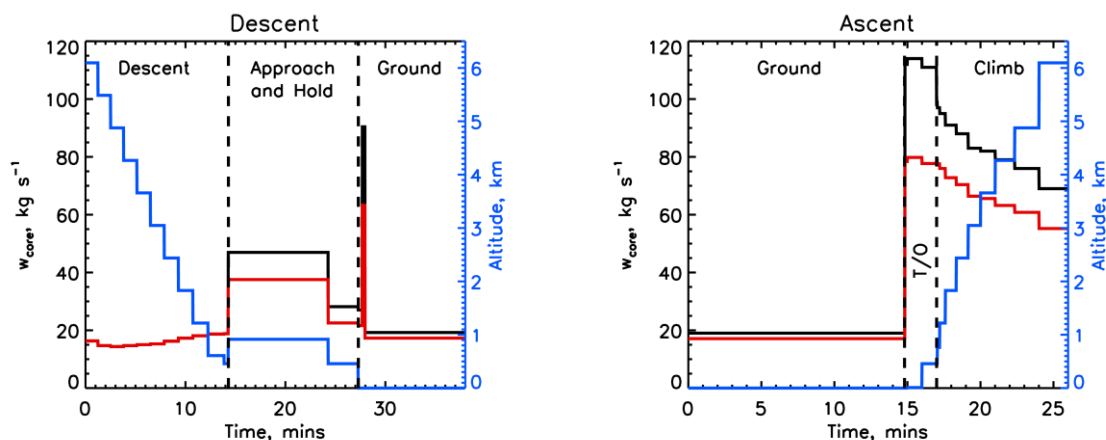 Descent
120
100
80
60
40
20
0
w_core, kg s⁻¹
Descent
Approach
and Hold
Ground
6
5
4
3
2
1
0
Altitude, km
0 10 20 30
Time, mins
Ascent
120
100
80
60
40
20
0
w_core, kg s⁻¹
Ground
T/O
Climb
6
5
4
3
2
1
0
Altitude, km
0 5 10 15 20 25
Time, mins